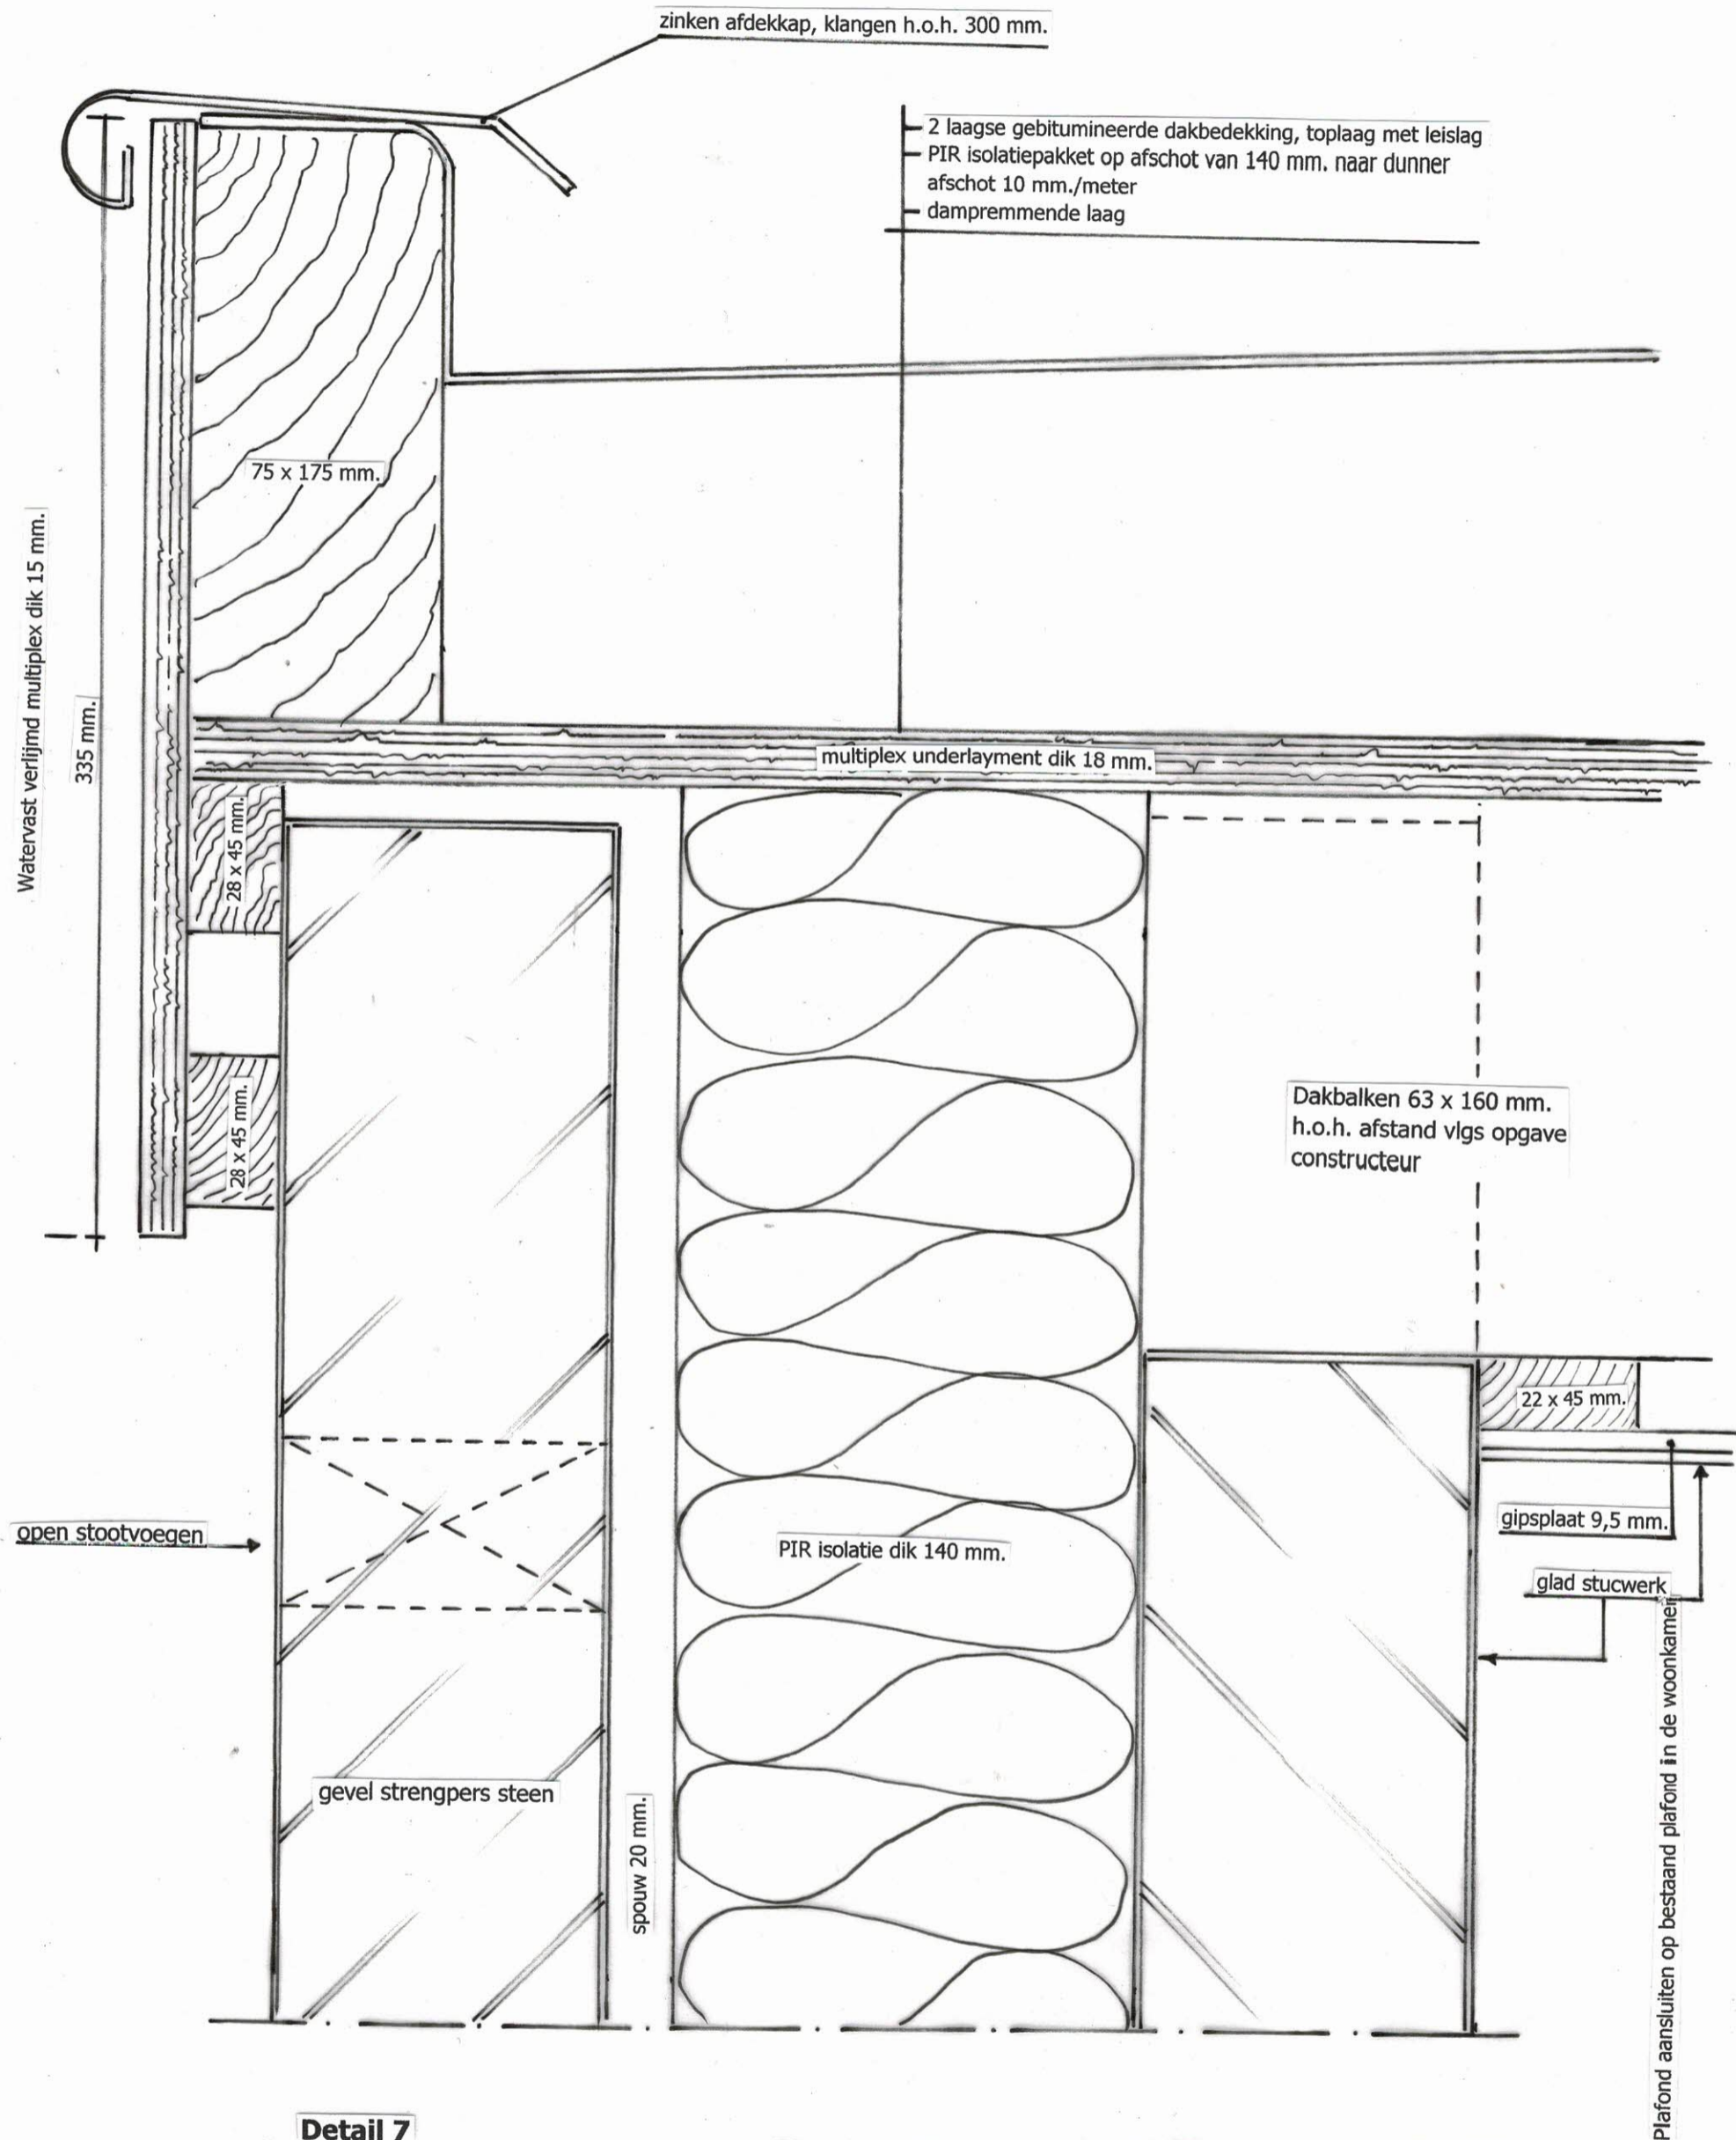 zinken afdekkap, klangen h.o.h. 300 mm.
2 laagse gebitumineerde dakbedekking, toplaag met leislag
PIR isolatiepakket op afschot van 140 mm. naar dunner
afschot 10 mm./meter
dampremmende laag
75 x 175 mm.
Watervast verlijmd multiplex dik 15 mm.
335 mm.
multiplex underlayment dik 18 mm.
28 x 45 mm.
28 x 45 mm.
Dakbalken 63 x 160 mm.
h.o.h. afstand vlgs opgave
constructeur
22 x 45 mm.
gipsplaat 9,5 mm.
open stootvoegen
PIR isolatie dik 140 mm.
glad stucwerk
Plafond aansluiten op bestaand plafond in de woonkamer
gevel strengpers steen
spouw 20 mm.
Detail 7